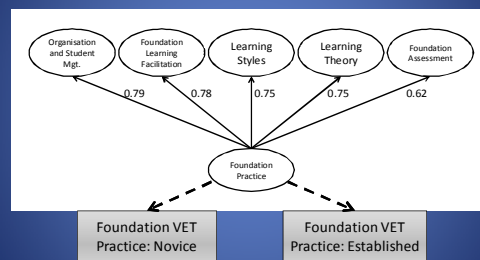 Organisation
and Student
Mgt.
Foundation
Learning
Facilitation
Learning
Styles
Learning
Theory
Foundation
Assessment
0.79
0.78
0.75
0.75
0.62
Foundation
Practice
Foundation VET
Practice: Novice
Foundation VET
Practice: Established